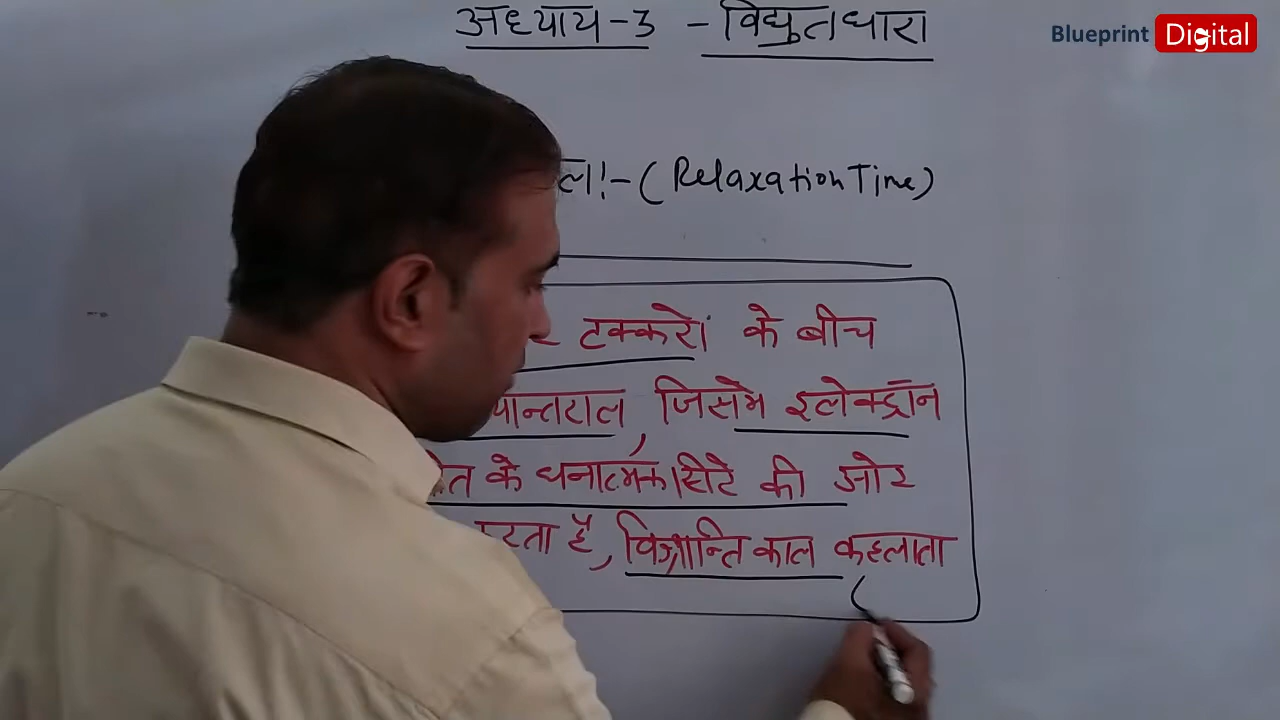 अध्याय-3 - विद्युतधारा
Blueprint Digital
ल!-(Relaxation Time)
टक्करों के बीच
यान्तराल, जिसमे इलेक्ट्रॉन
त के धनात्मक सिरे की ओर
रता है, विश्रान्ति काल कहलाता